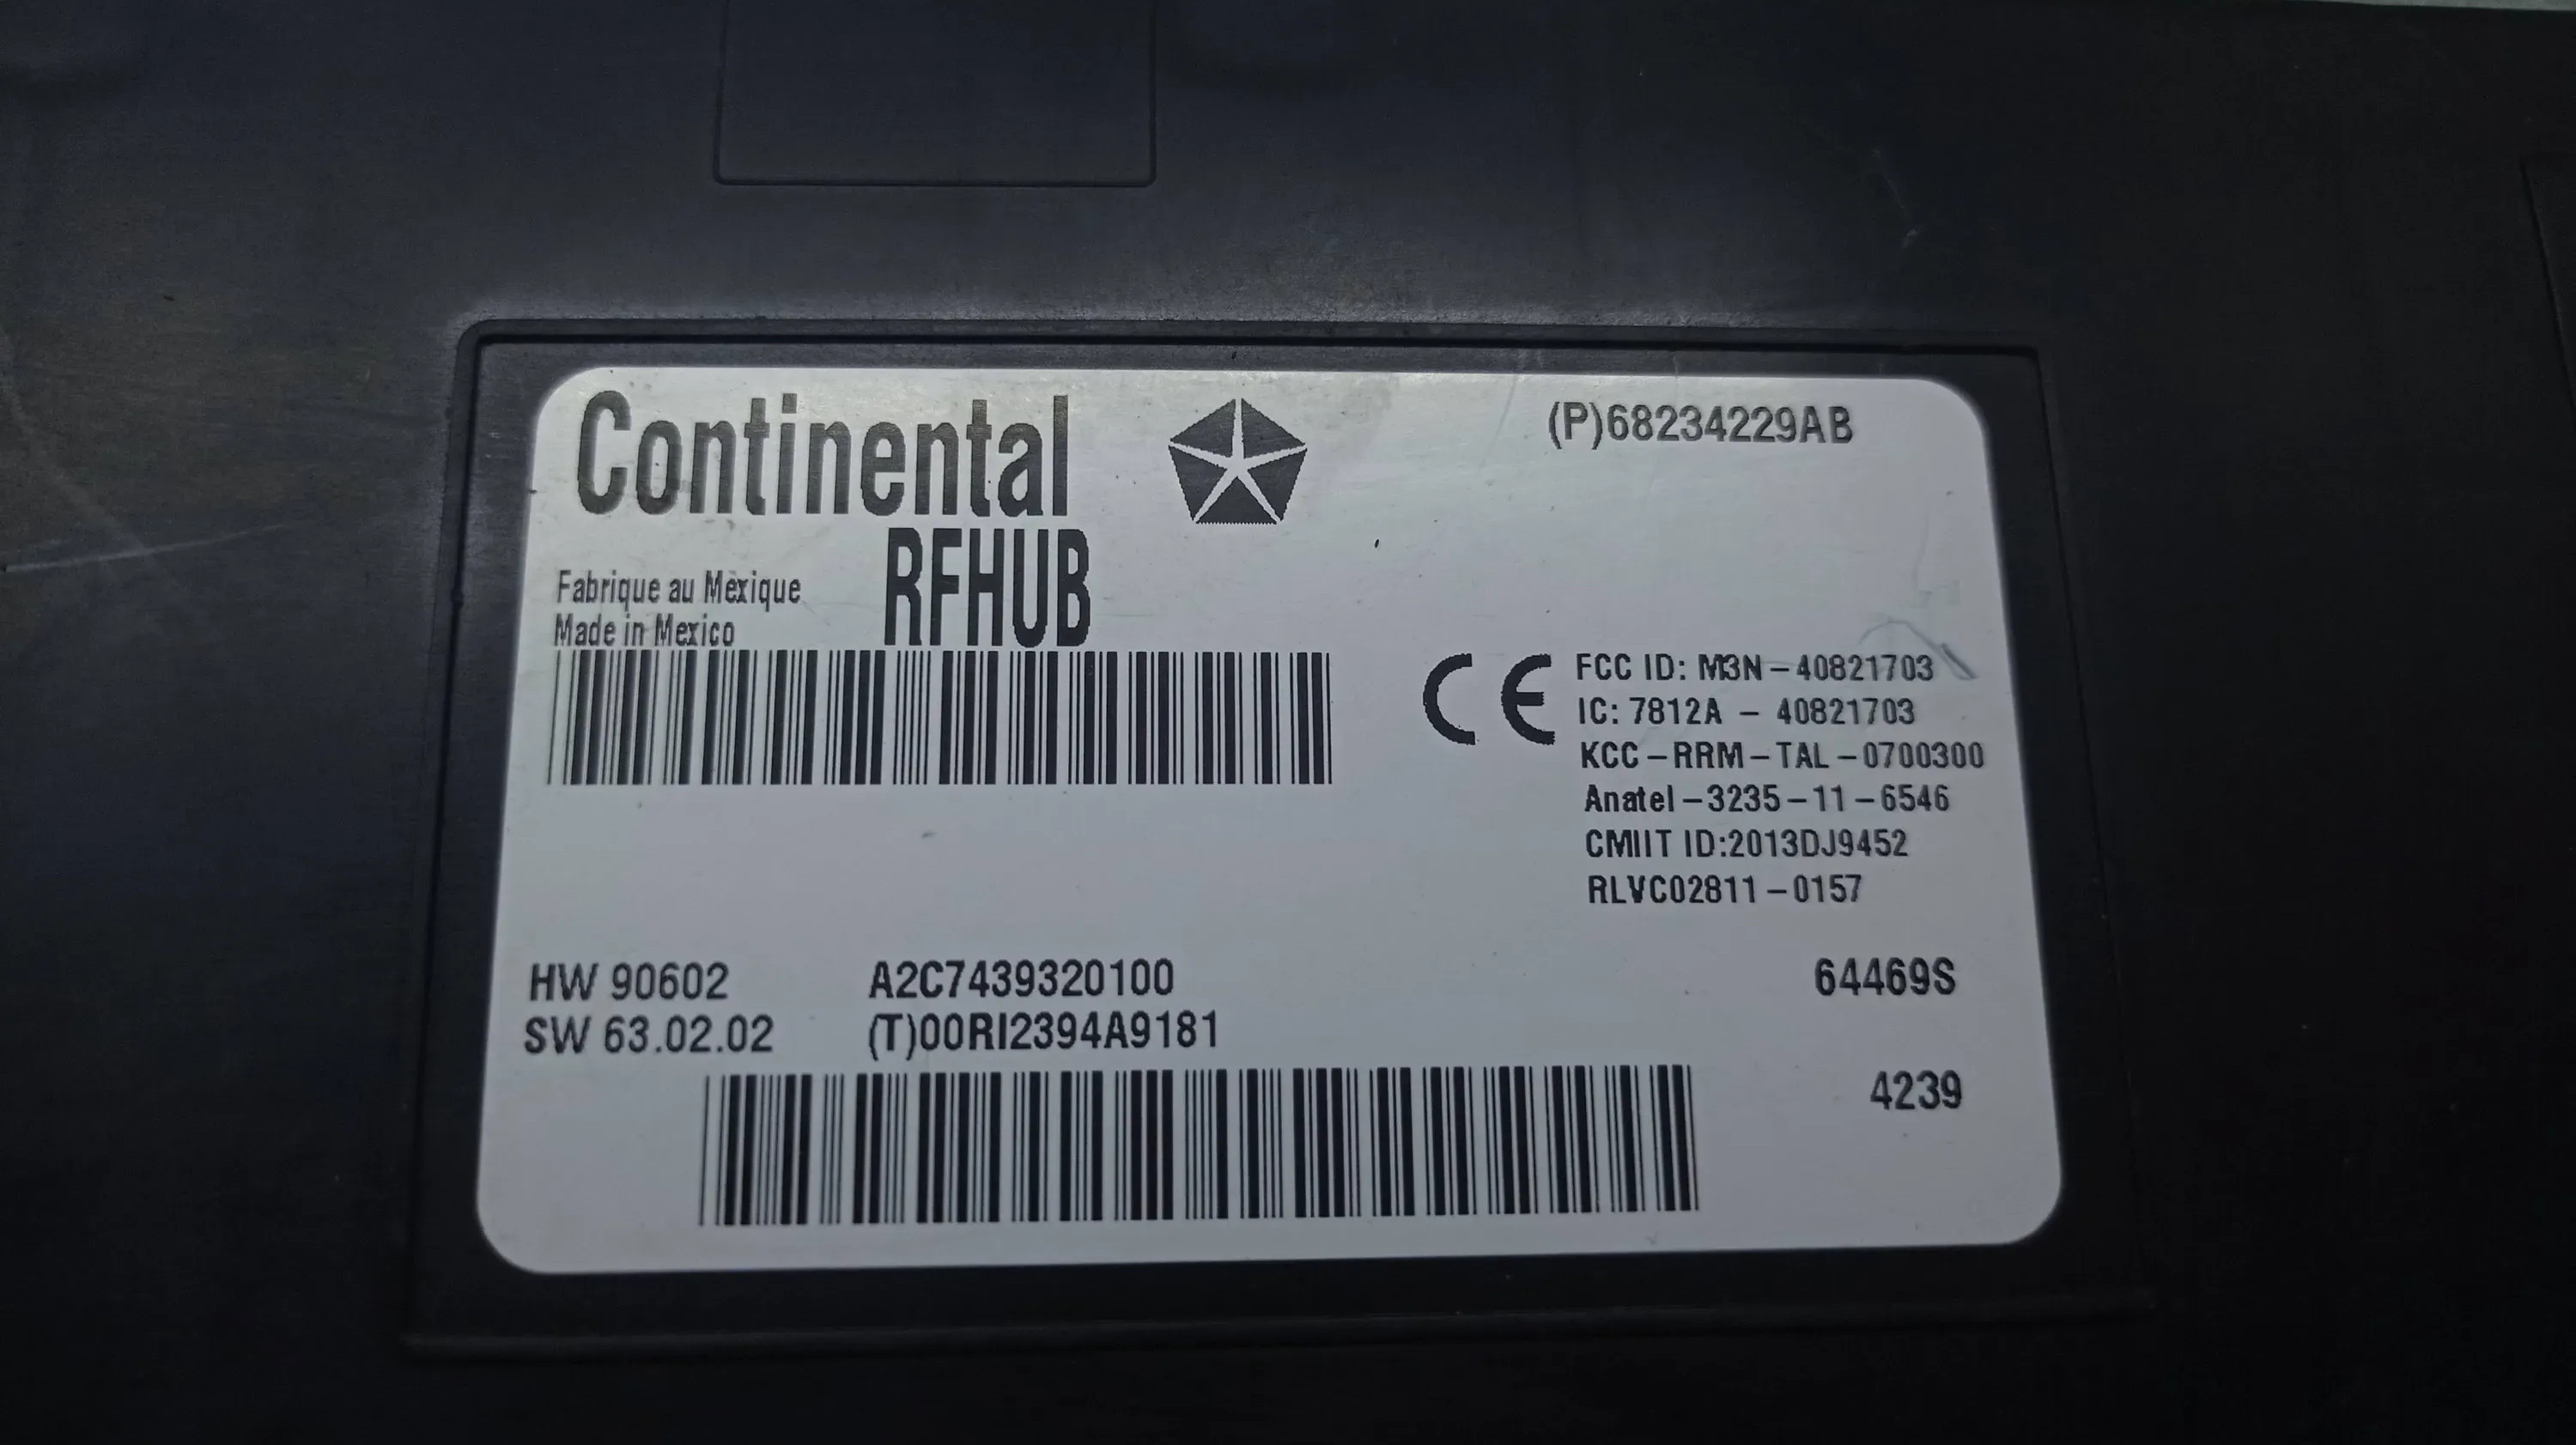 Continental
(P)68234229AB
RFHUB
Fabrique au Mexique
Made in Mexico
CE
FCC ID: M3N-40821703
IC: 7812A - 40821703
KCC-RRM-TAL-0700300
Anatel-3235-11-6546
CMIIT ID:2013DJ9452
RLVC02811-0157
HW 90602
A2C7439320100
64469S
SW 63.02.02
(T)00RI2394A9181
4239